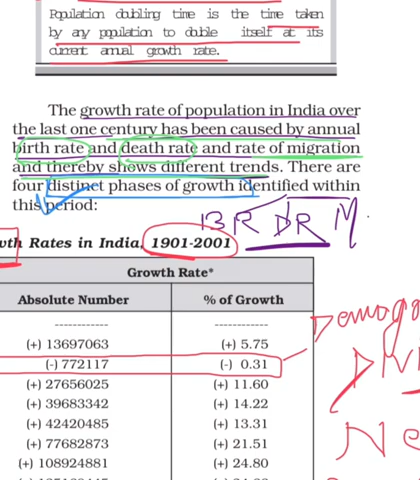 Population doubling time is the time taken
by any population to double itself at its
current annual growth rate.
The growth rate of population in India over
the last one century has been caused by annual
birth rate and death rate and rate of migration
and thereby shows different trends. There are
four distinct phases of growth identified within
this period:
BR DR M.
Rates in India, 1901-2001
Growth Rate*
Absolute Number % of Growth
------------ ------------
(+) 13697063 (+) 5.75
(-) 772117 (-) 0.31
(+) 27656025 (+) 11.60
(+) 39683342 (+) 14.22
(+) 42420485 (+) 13.31
(+) 77682873 (+) 21.51
(+) 108924881 (+) 24.80